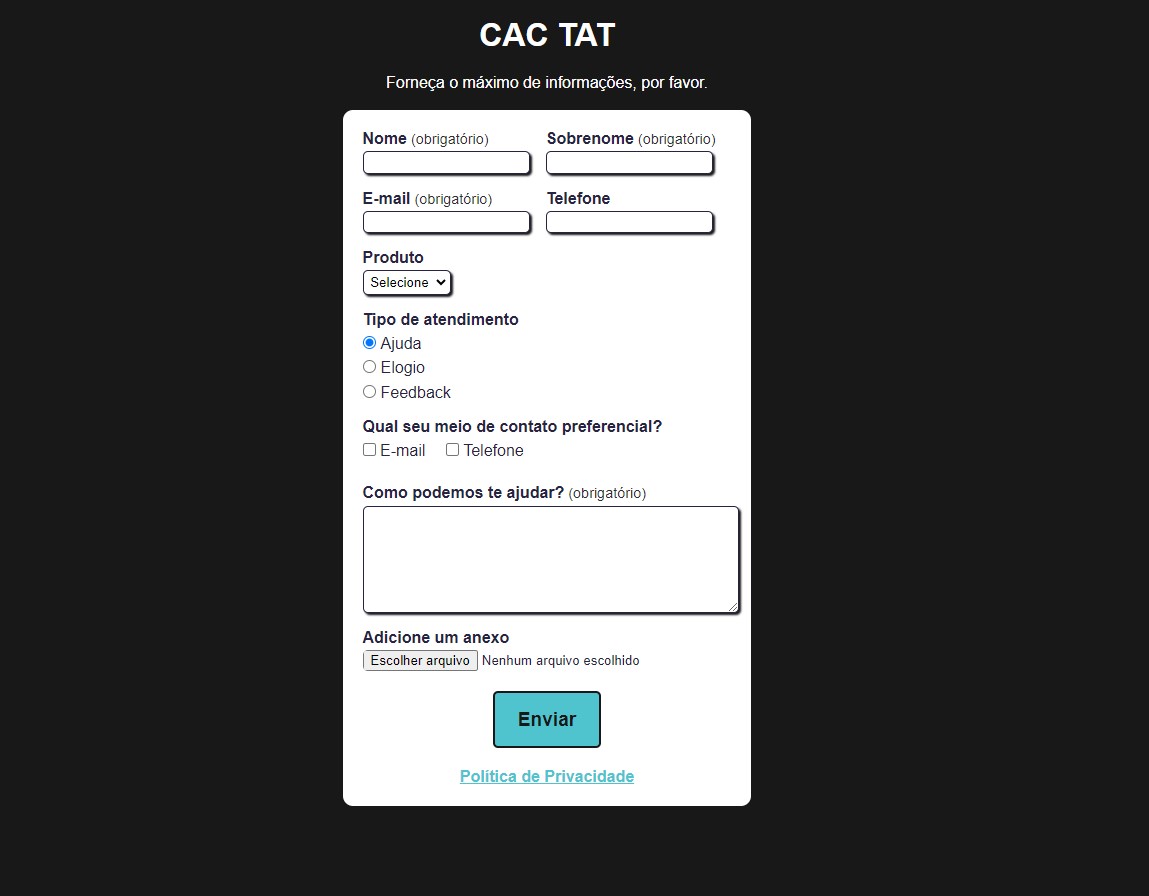 CAC TAT
Forneça o máximo de informações, por favor.
Nome (obrigatório) Sobrenome (obrigatório)
E-mail (obrigatório) Telefone
Produto
Selecione
Tipo de atendimento
Ajuda
Elogio
Feedback
Qual seu meio de contato preferencial?
E-mail Telefone
Como podemos te ajudar? (obrigatório)
Adicione um anexo
Escolher arquivo Nenhum arquivo escolhido
Enviar
Política de Privacidade